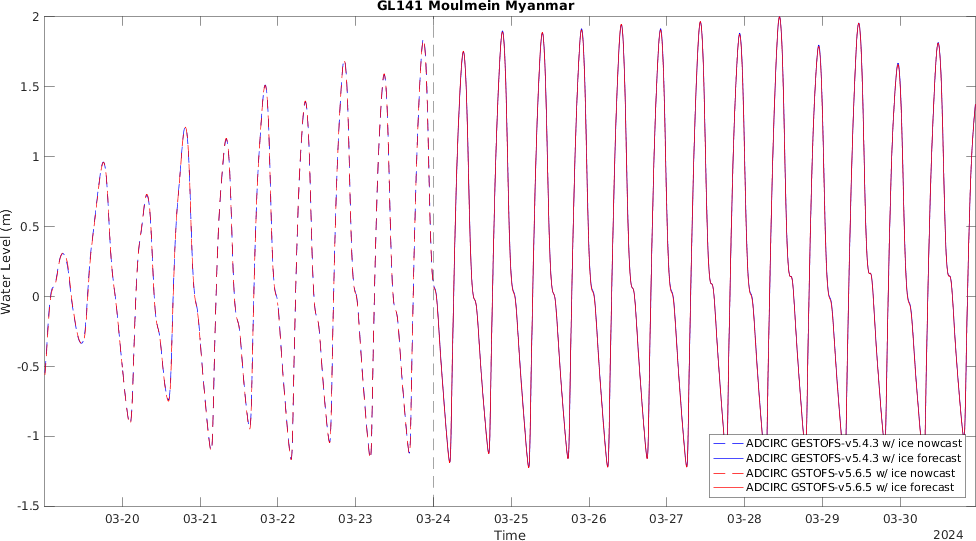 GL141 Moulmein Myanmar
2
1.5
1
0.5
0
-0.5
-1
-1.5
Water Level (m)
03-20 03-21 03-22 03-23 03-24 03-25 03-26 03-27 03-28 03-29 03-30
Time
2024
ADCIRC GESTOFS-v5.4.3 w/ ice nowcast
ADCIRC GESTOFS-v5.4.3 w/ ice forecast
ADCIRC GSTOFS-v5.6.5 w/ ice nowcast
ADCIRC GSTOFS-v5.6.5 w/ ice forecast